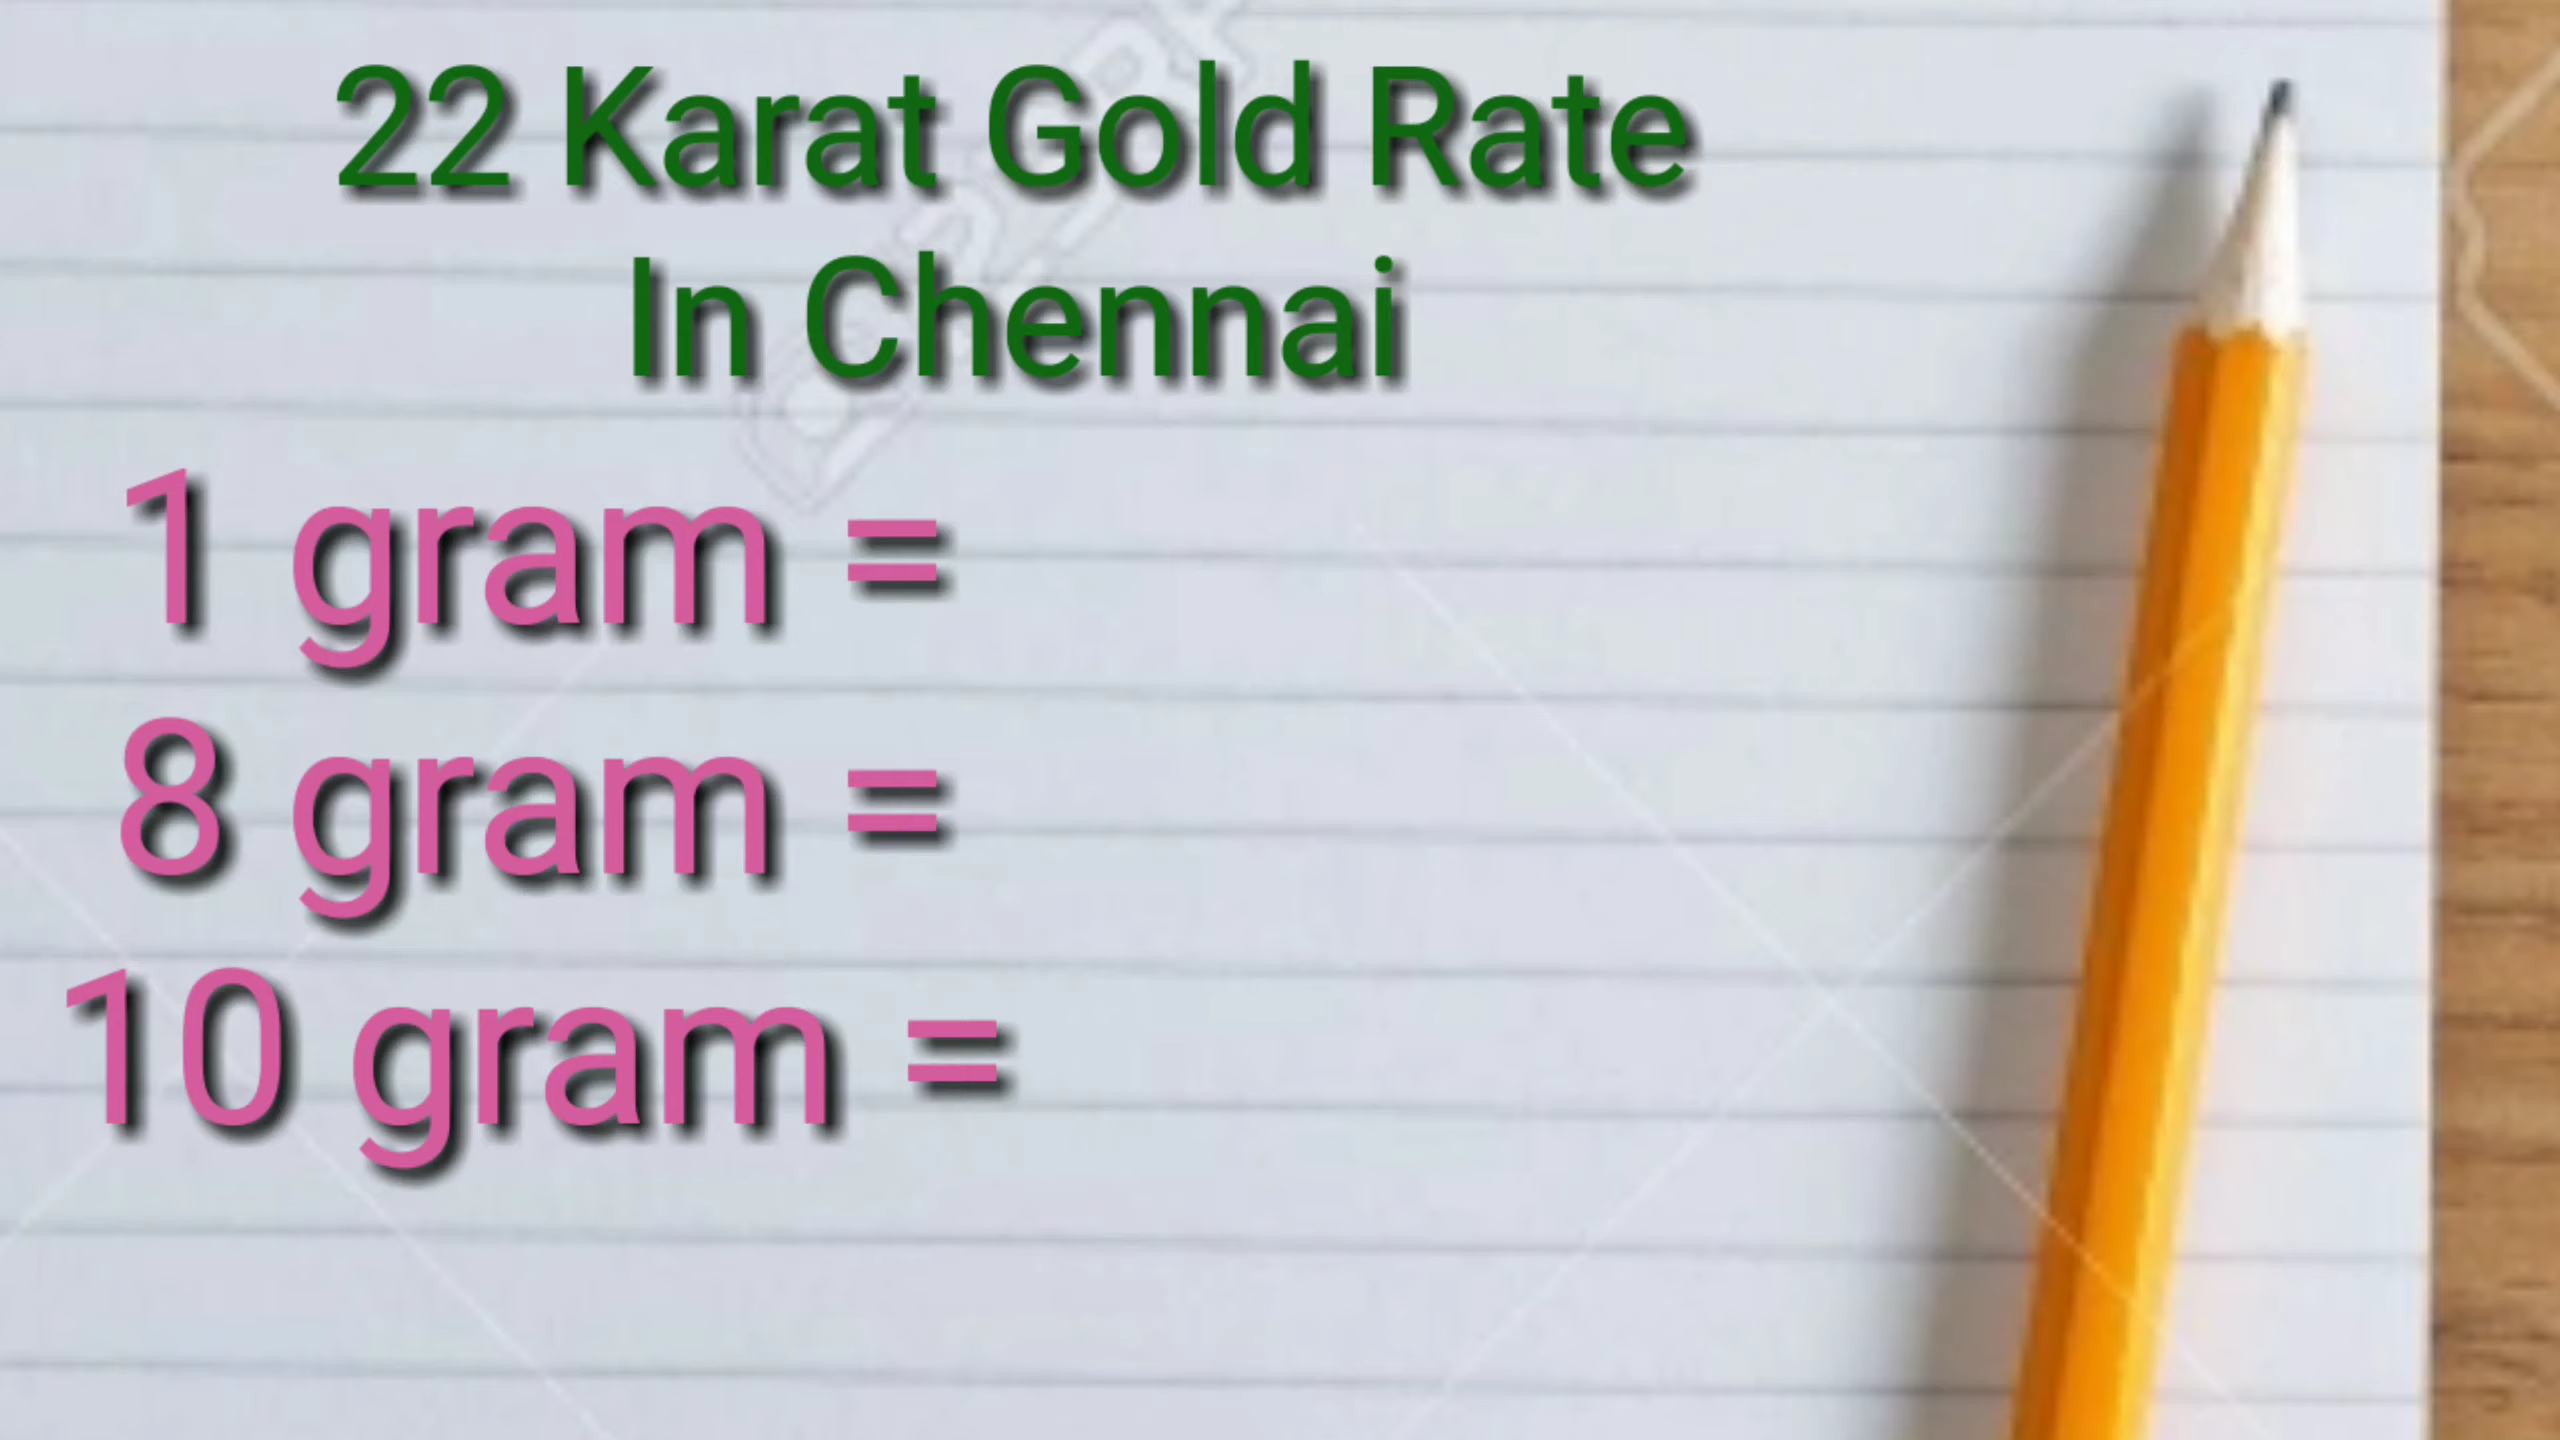 22 Karat Gold Rate
In Chennai
1 gram =
8 gram =
10 gram =